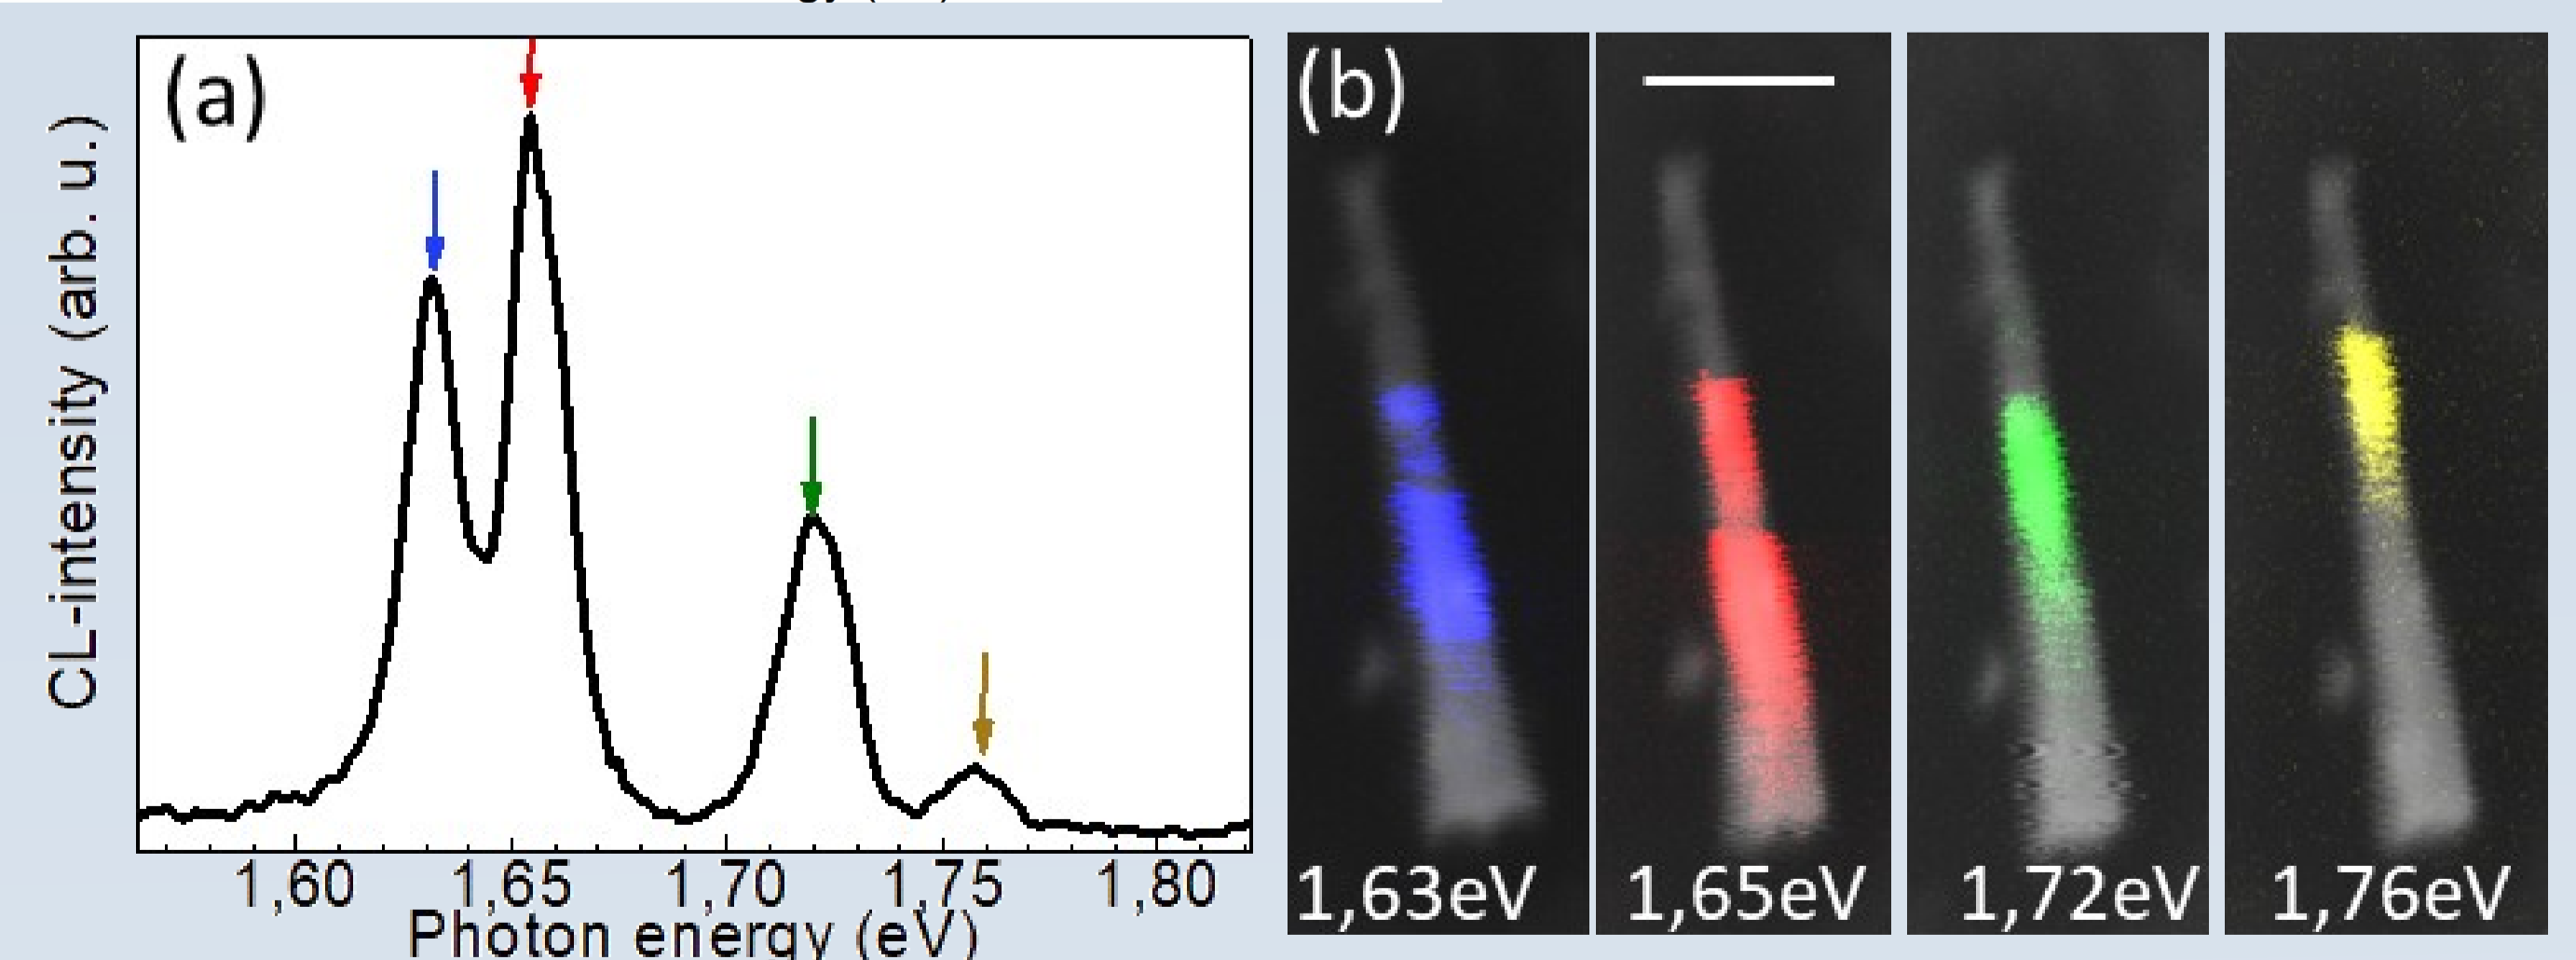 (a)
CL-intensity (arb. u.)
1,60 1,65 1,70 1,75 1,80
Photon energy (eV)
(b)
1,63eV 1,65eV 1,72eV 1,76eV